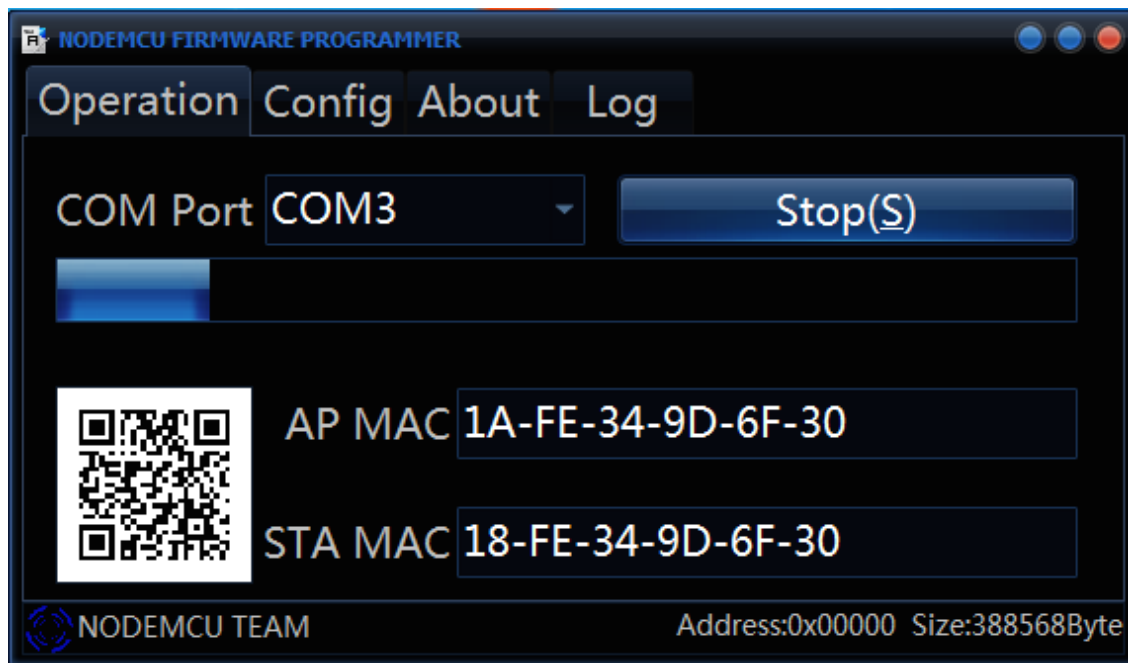 NODEMCU FIRMWARE PROGRAMMER
Operation Config About Log
COM Port COM3 Stop(S)
AP MAC 1A-FE-34-9D-6F-30
STA MAC 18-FE-34-9D-6F-30
NODEMCU TEAM Address:0x00000 Size:388568Byte